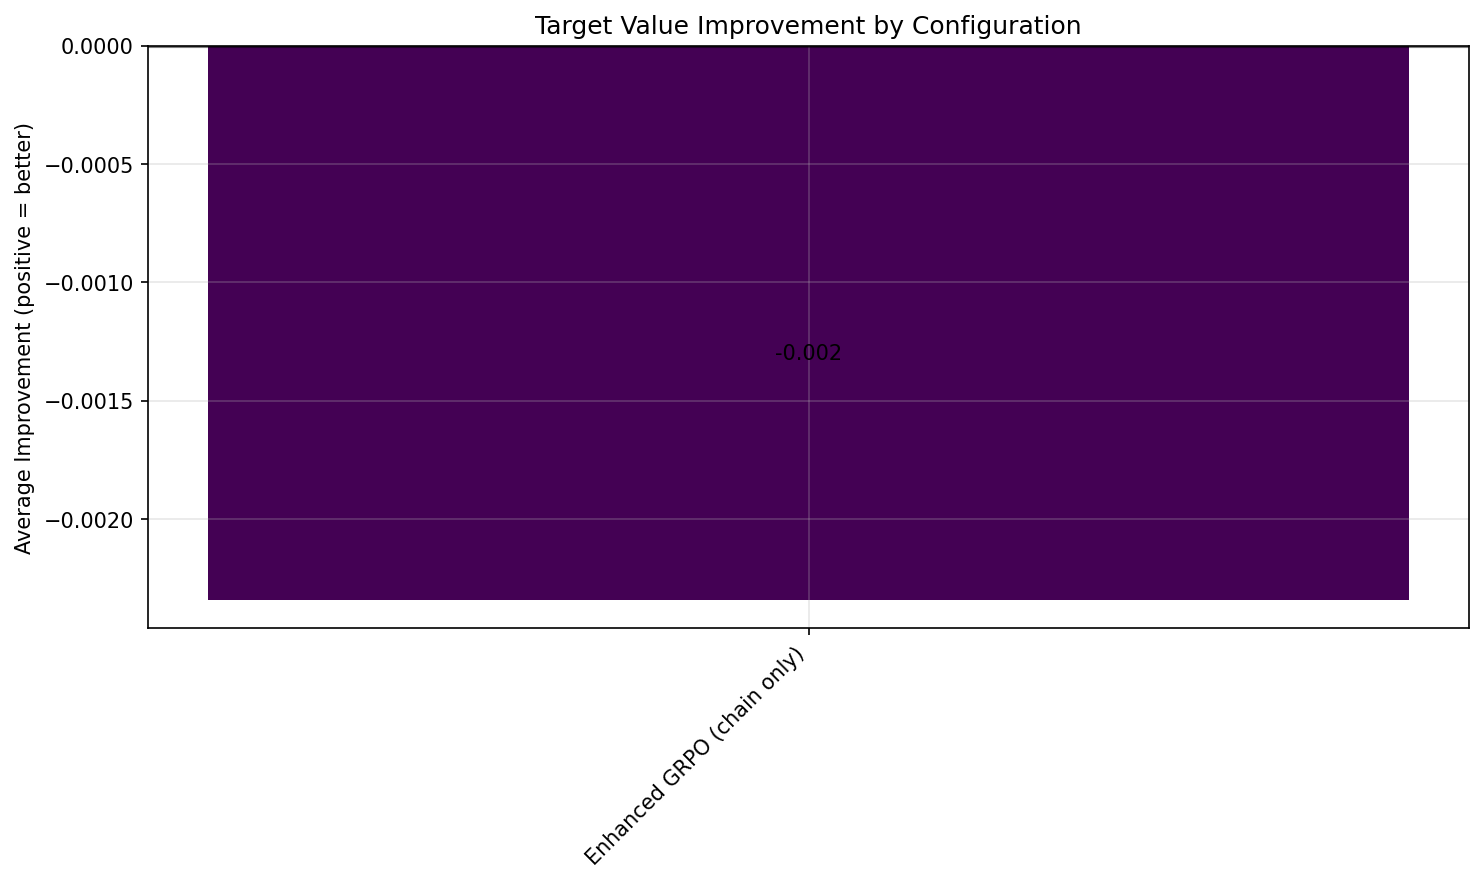 Target Value Improvement by Configuration
Average Improvement (positive = better)
0.0000
−0.0005
−0.0010
−0.0015
−0.0020
-0.002
Enhanced GRPO (chain only)